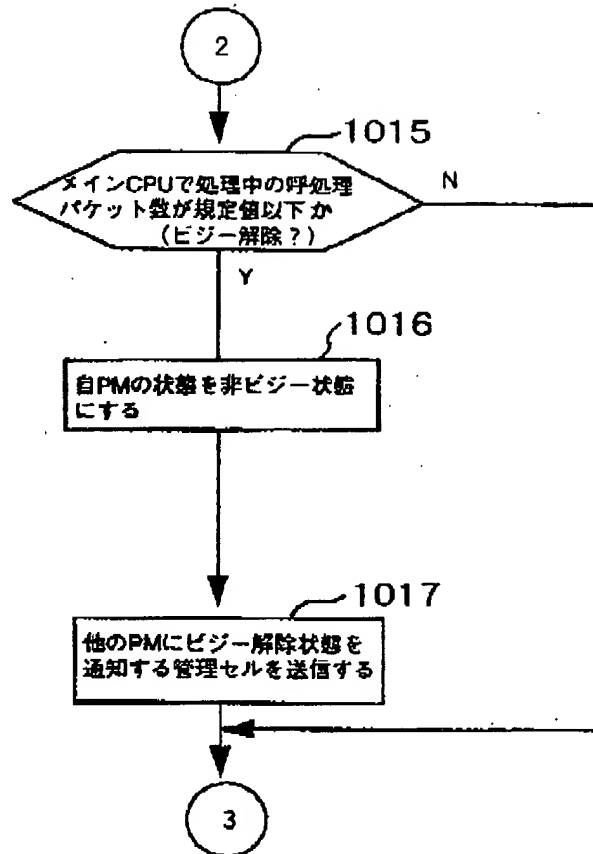 2
1015
メインCPUで処理中の呼処理
パケット数が規定値以下か
(ビジー解除?)
N
Y
1016
自PMの状態を非ビジー状態
にする
1017
他のPMにビジー解除状態を
通知する管理セルを送信する
3